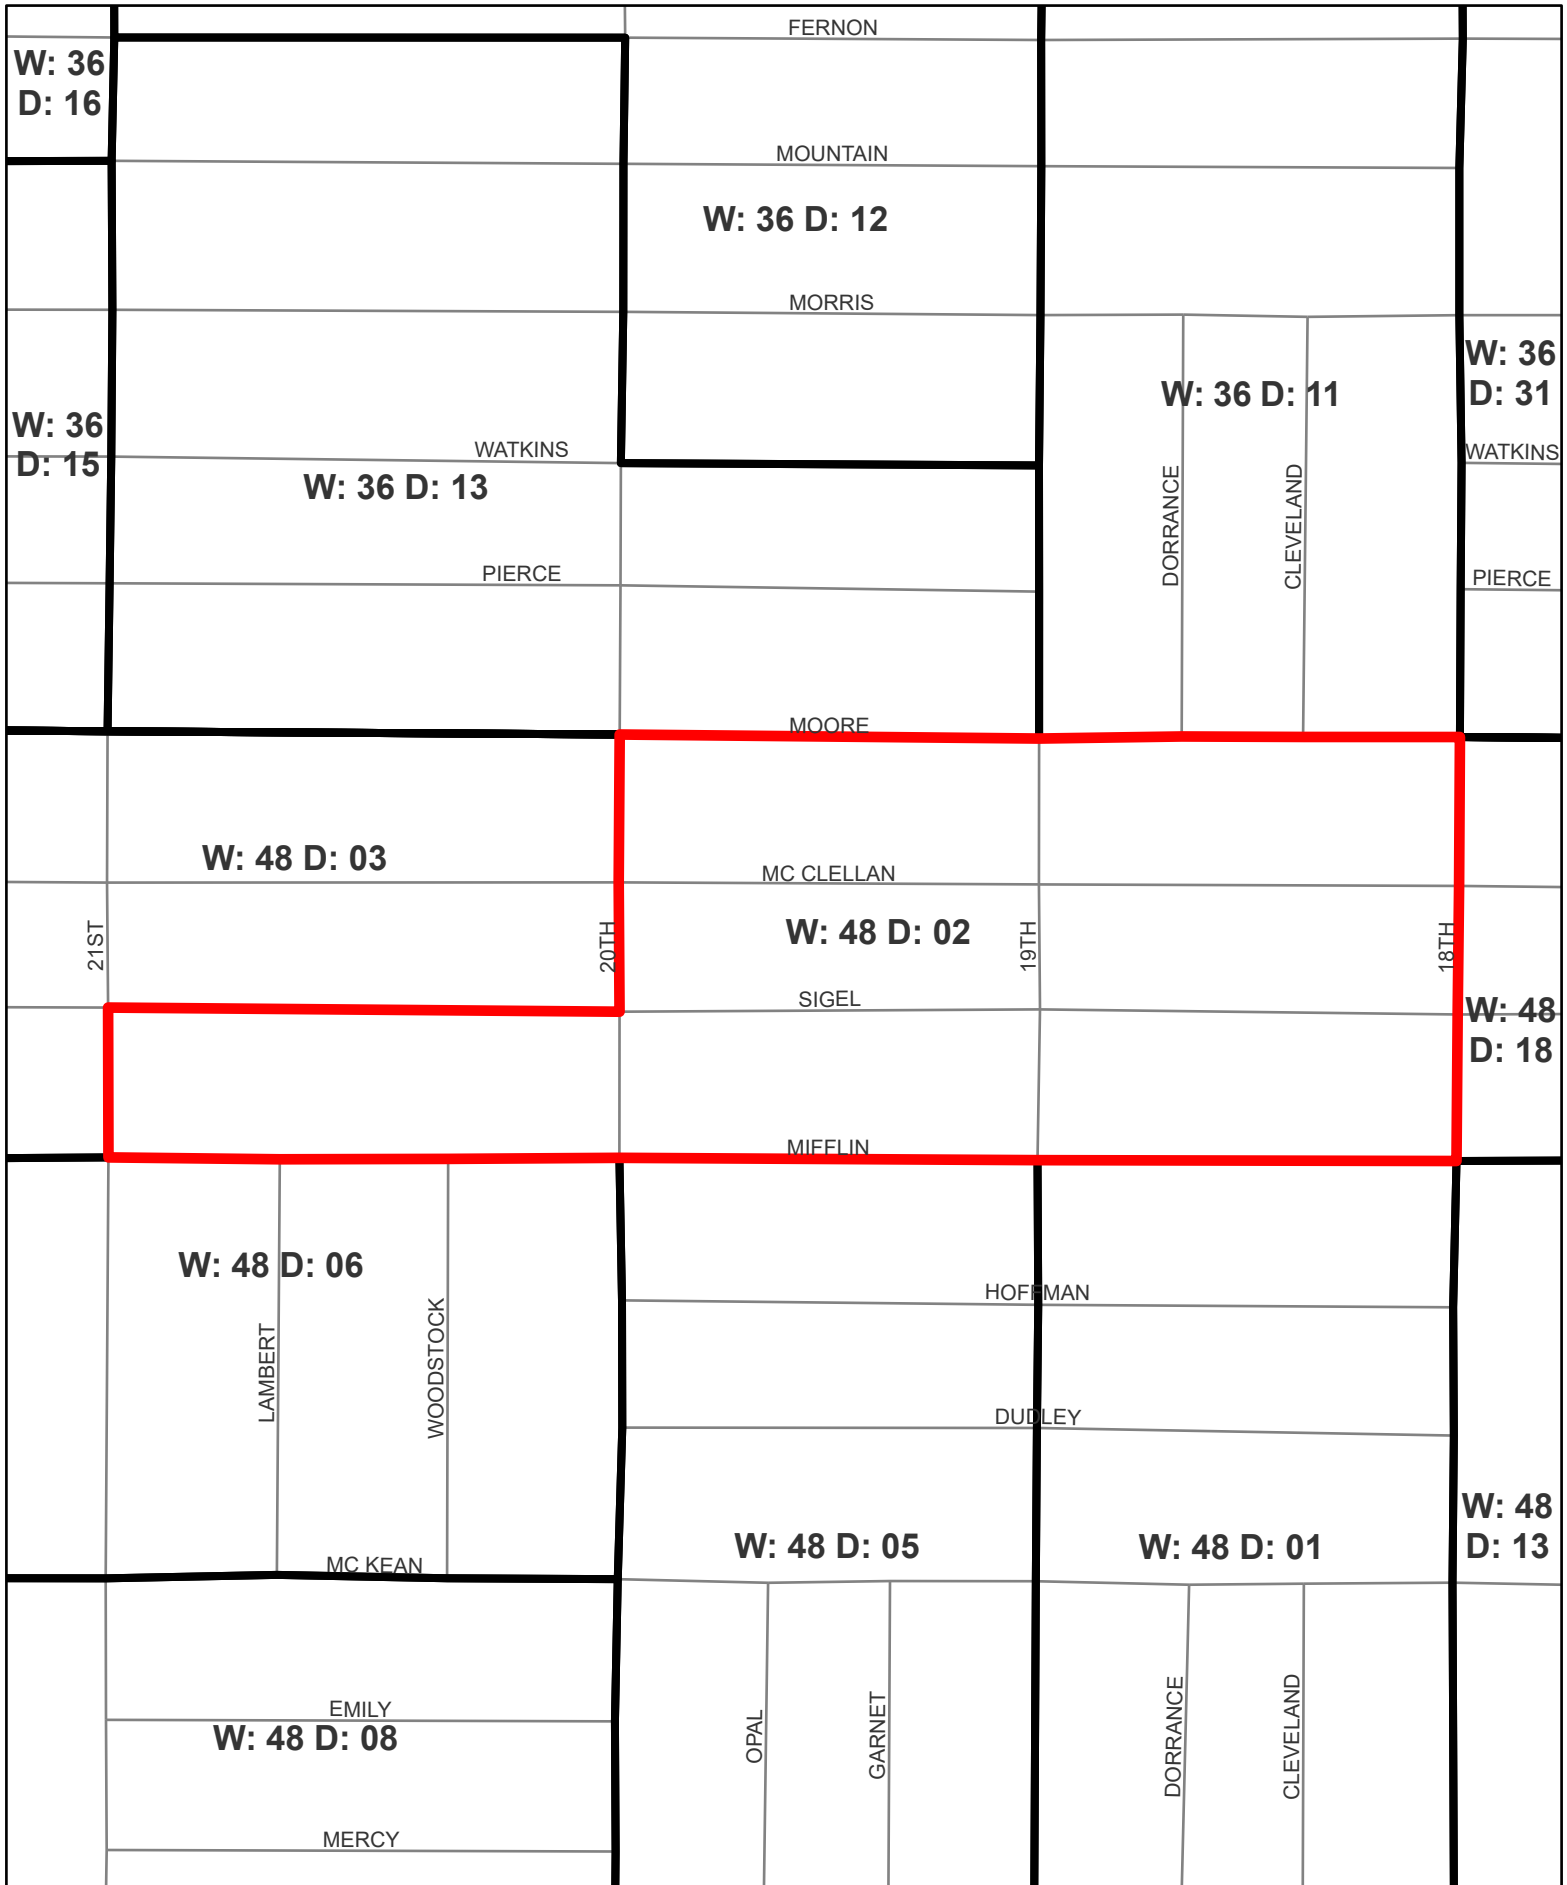 FERNON
W: 36
D: 16
MOUNTAIN
W: 36 D: 12
MORRIS
W: 36
D: 31
W: 36 D: 11
W: 36
D: 15
WATKINS
WATKINS
W: 36 D: 13
DORRANCE
CLEVELAND
PIERCE
PIERCE
MOORE
W: 48 D: 03
MC CLELLAN
W: 48 D: 02
21ST
20TH
19TH
18TH
SIGEL
W: 48
D: 18
MIFFLIN
W: 48 D: 06
HOFFMAN
LAMBERT
WOODSTOCK
DUDLEY
W: 48
D: 13
W: 48 D: 05
W: 48 D: 01
MC KEAN
EMILY
W: 48 D: 08
OPAL
GARNET
DORRANCE
CLEVELAND
MERCY